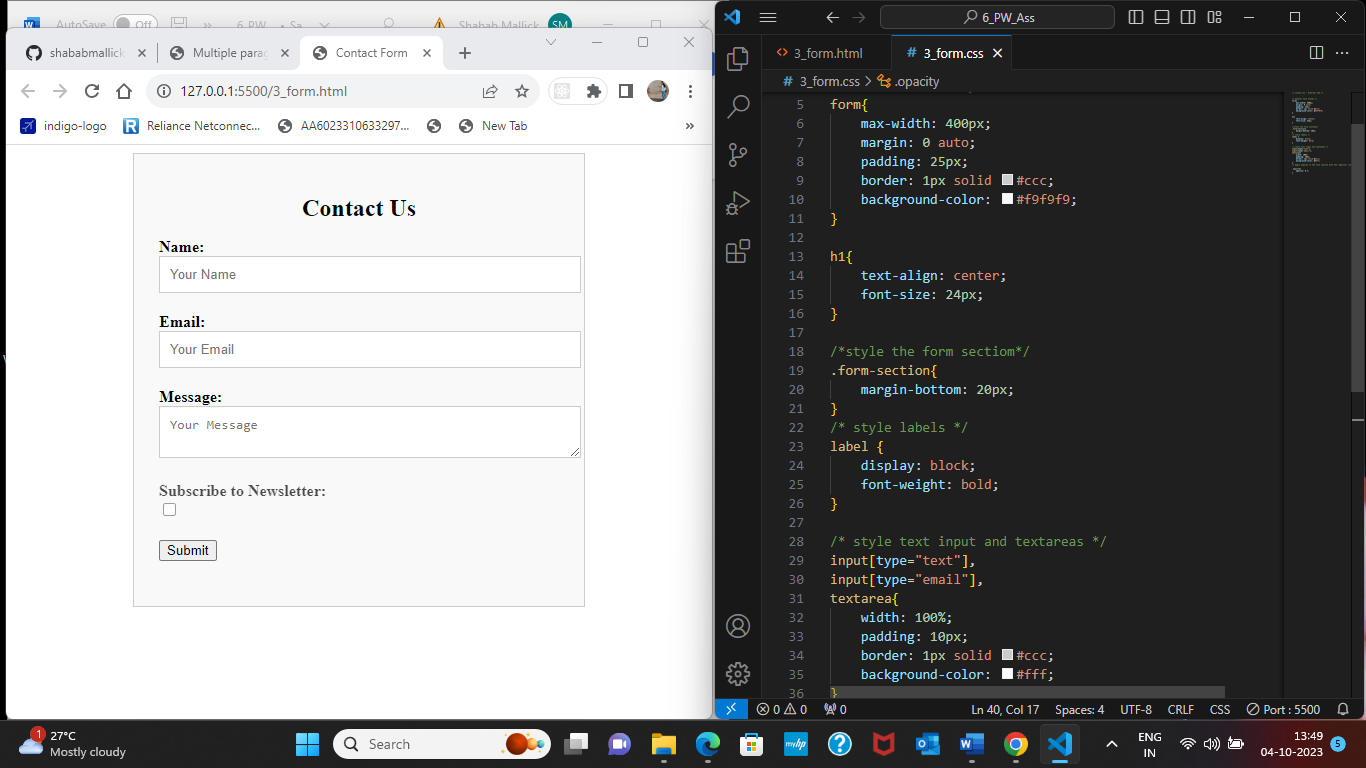 AutoSave Off » 6_PW_... - Sa... Shabab Mallick SM
shababmallick Multiple parag Contact Form
127.0.0.1:5500/3_form.html
indigo-logo Reliance Netconnec... AA6023310633297... New Tab »
Contact Us
Name:
Your Name
Email:
Your Email
Message:
Your Message
Subscribe to Newsletter:
Submit
6_PW_Ass
3_form.html 3_form.css
3_form.css > .opacity
5 form{
6 max-width: 400px;
7 margin: 0 auto;
8 padding: 25px;
9 border: 1px solid #ccc;
10 background-color: #f9f9f9;
11 }
12
13 h1{
14 text-align: center;
15 font-size: 24px;
16 }
17
18 /*style the form sectiom*/
19 .form-section{
20 margin-bottom: 20px;
21 }
22 /* style labels */
23 label {
24 display: block;
25 font-weight: bold;
26 }
27
28 /* style text input and textareas */
29 input[type="text"],
30 input[type="email"],
31 textarea{
32 width: 100%;
33 padding: 10px;
34 border: 1px solid #ccc;
35 background-color: #fff;
36 }
0 0 0 Ln 40, Col 17 Spaces: 4 UTF-8 CRLF CSS Port : 5500
1 27°C
Mostly cloudy
Search
myhp
ENG
IN
13:49
04-10-2023
5